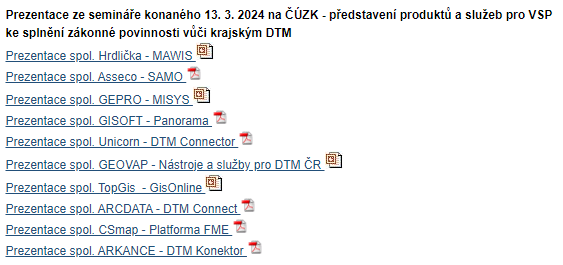 Prezentace ze semináře konaného 13. 3. 2024 na ČÚZK - představení produktů a služeb pro VSP
ke splnění zákonné povinnosti vůči krajským DTM
Prezentace spol. Hrdlička - MAWIS
Prezentace spol. Asseco - SAMO
Prezentace spol. GEPRO - MISYS
Prezentace spol. GISOFT - Panorama
Prezentace spol. Unicorn - DTM Connector
Prezentace spol. GEOVAP - Nástroje a služby pro DTM ČR
Prezentace spol. TopGis  - GisOnline
Prezentace spol. ARCDATA - DTM Connect
Prezentace spol. CSmap - Platforma FME
Prezentace spol. ARKANCE - DTM Konektor